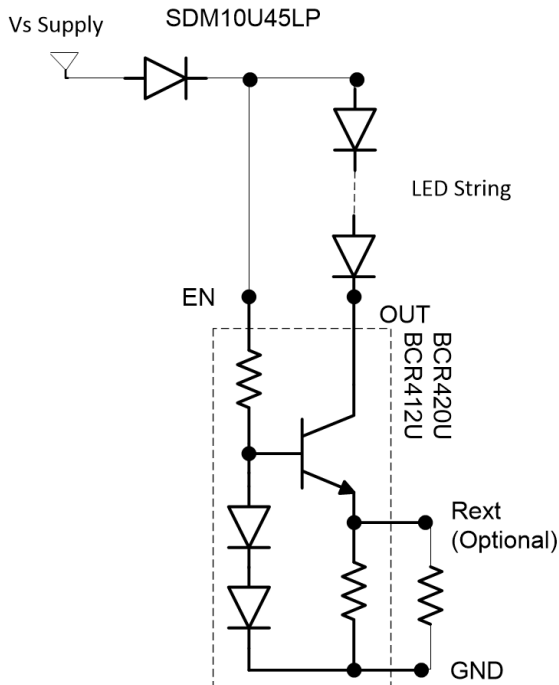 Vs Supply
SDM10U45LP
LED String
EN
OUT
BCR420U
BCR412U
Rext
(Optional)
GND